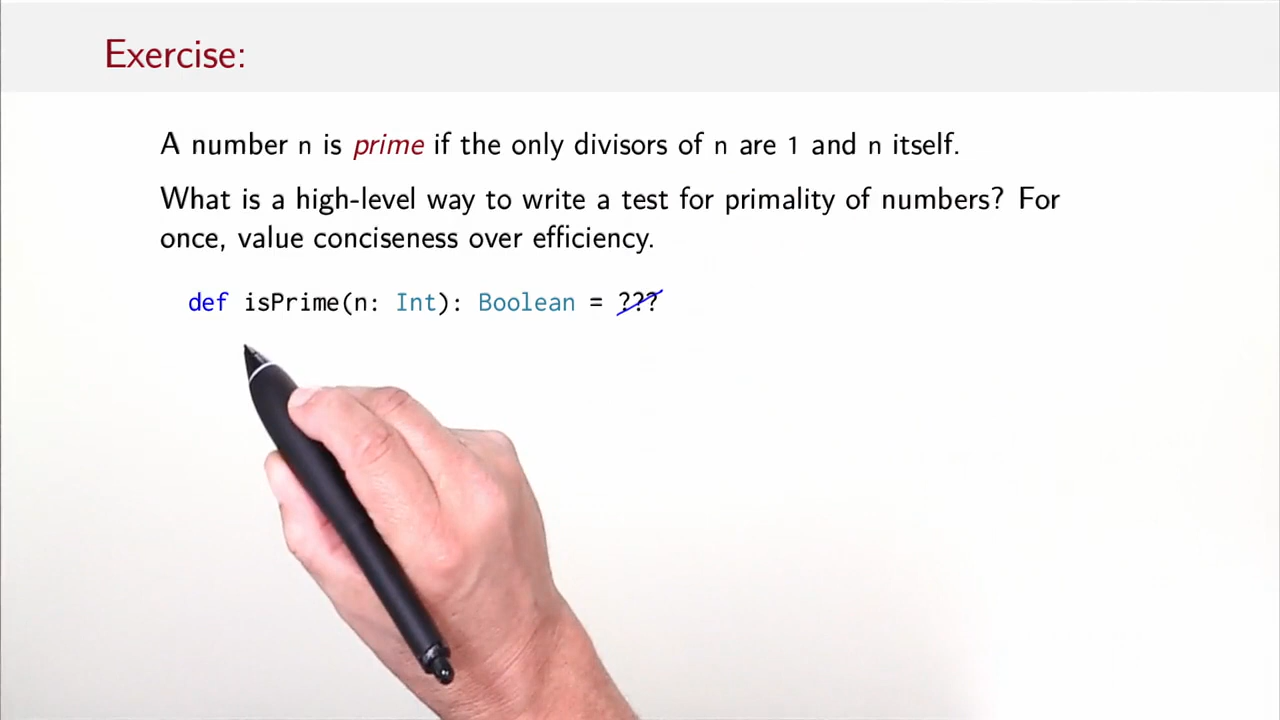 Exercise:
A number n is prime if the only divisors of n are 1 and n itself.
What is a high-level way to write a test for primality of numbers? For
once, value conciseness over efficiency.
def isPrime(n: Int): Boolean = ???